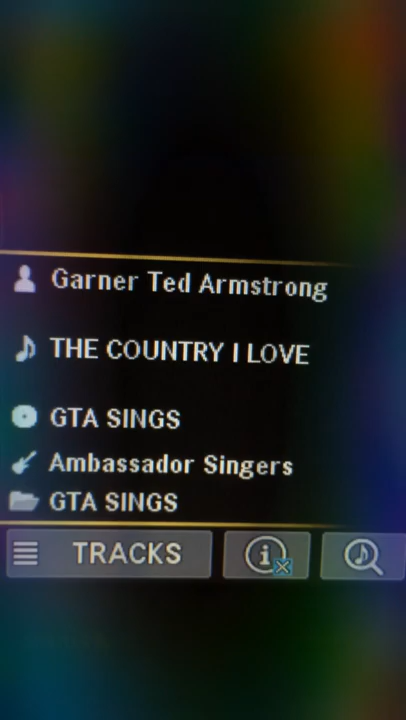 Garner Ted Armstrong
THE COUNTRY I LOVE
GTA SINGS
Ambassador Singers
GTA SINGS
TRACKS